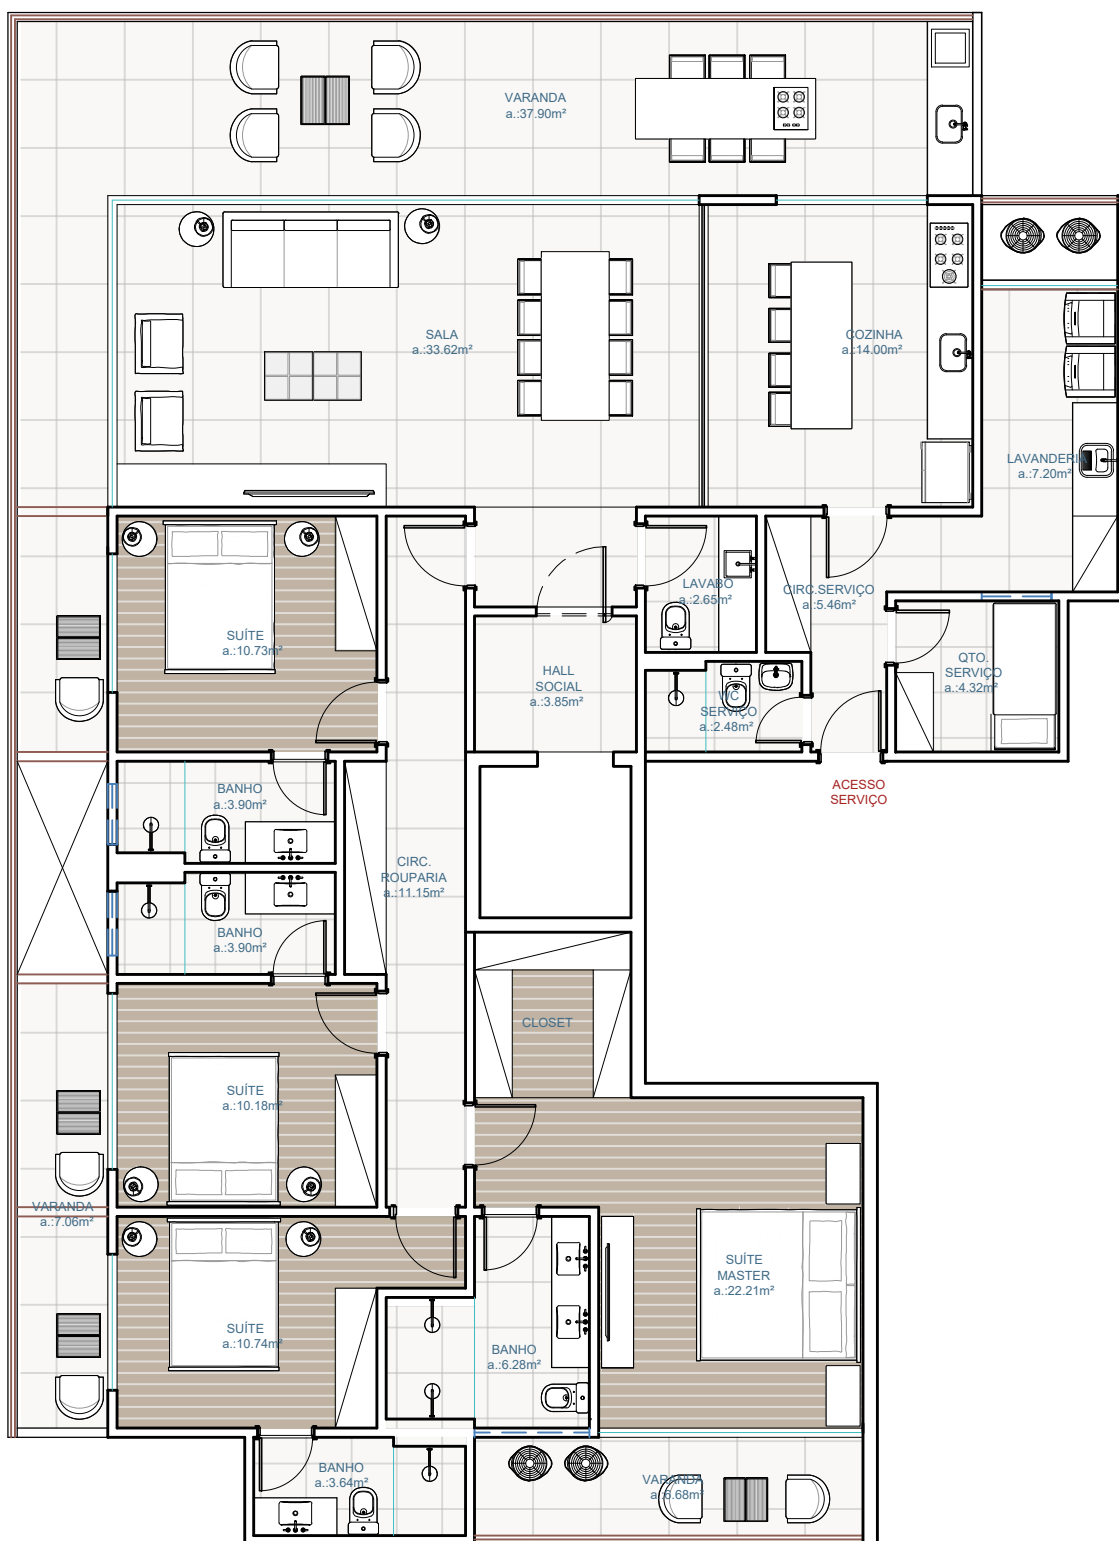 VARANDA
a.:37.90m²
SALA
a.:33.62m²
COZINHA
a.:14.00m²
LAVANDERIA
a.:7.20m²
LAVABO
a.:2.65m²
CIRC.SERVIÇO
a.:5.46m²
SUÍTE
a.:10.73m²
HALL
SOCIAL
a.:3.85m²
QTO.
SERVIÇO
a.:4.32m²
WC
SERVIÇO
a.:2.48m²
ACESSO
SERVIÇO
BANHO
a.:3.90m²
CIRC.
ROUPARIA
a.:11.15m²
BANHO
a.:3.90m²
CLOSET
SUÍTE
a.:10.18m²
VARANDA
a.:7.06m²
SUÍTE
MASTER
a.:22.21m²
SUÍTE
a.:10.74m²
BANHO
a.:6.28m²
BANHO
a.:3.64m²
VARANDA
a.:6.68m²